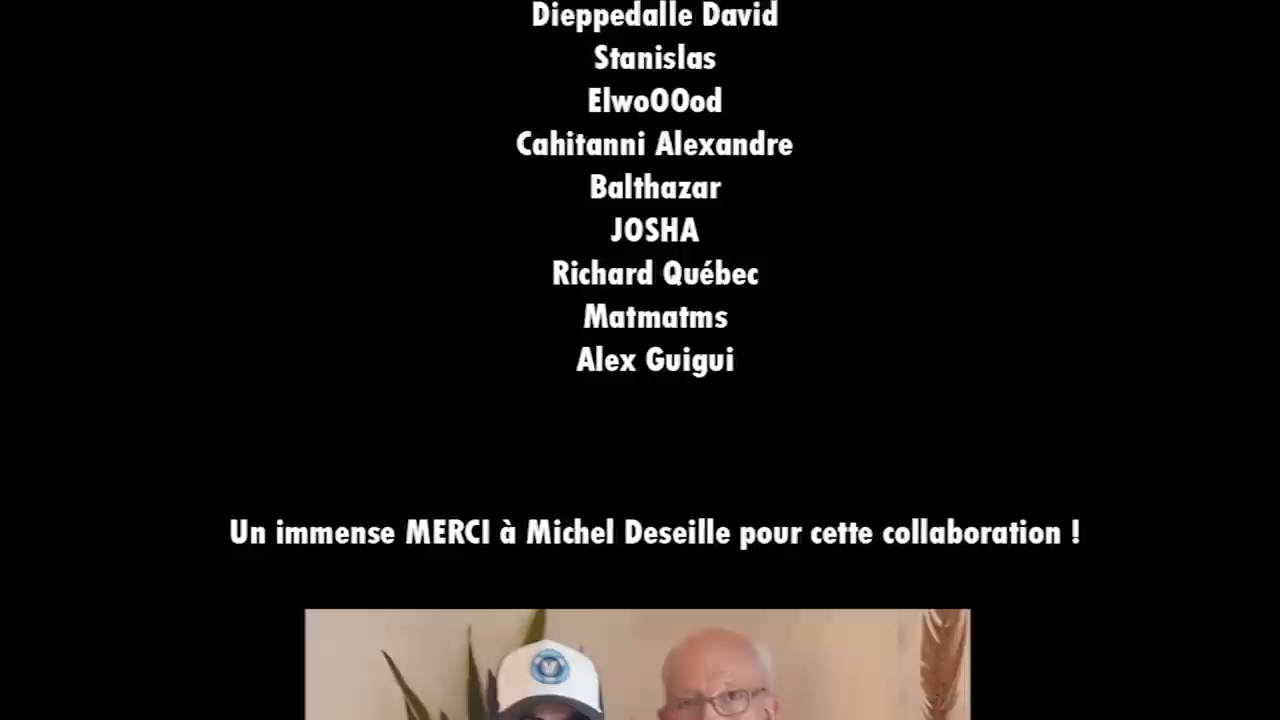 Dieppedalle David
Stanislas
ElwoOOod
Cahitanni Alexandre
Balthazar
JOSHA
Richard Québec
Matmatms
Alex Guigui
Un immense MERCI à Michel Deseille pour cette collaboration !